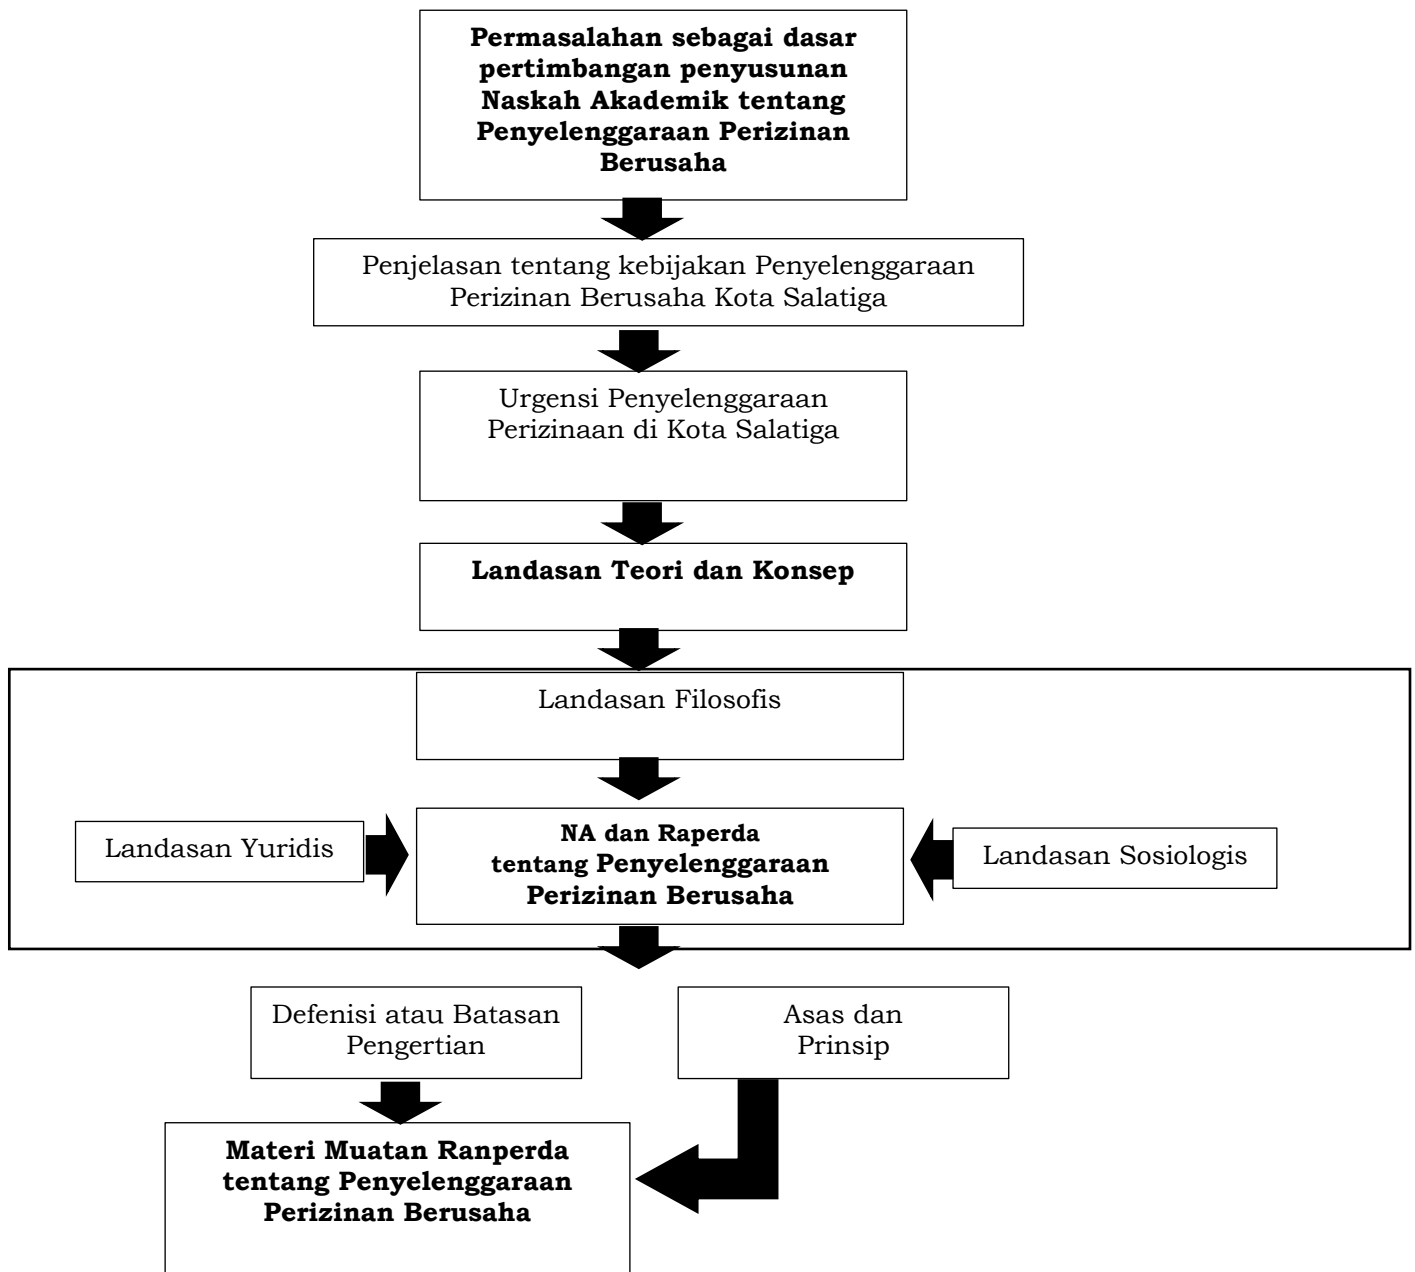 Permasalahan sebagai dasar
pertimbangan penyusunan
Naskah Akademik tentang
Penyelenggaraan Perizinan
Berusaha
Penjelasan tentang kebijakan Penyelenggaraan
Perizinan Berusaha Kota Salatiga
Urgensi Penyelenggaraan
Perizinaan di Kota Salatiga
Landasan Teori dan Konsep
Landasan Filosofis
Landasan Yuridis
NA dan Raperda
tentang Penyelenggaraan
Perizinan Berusaha
Landasan Sosiologis
Defenisi atau Batasan
Pengertian
Asas dan
Prinsip
Materi Muatan Ranperda
tentang Penyelenggaraan
Perizinan Berusaha